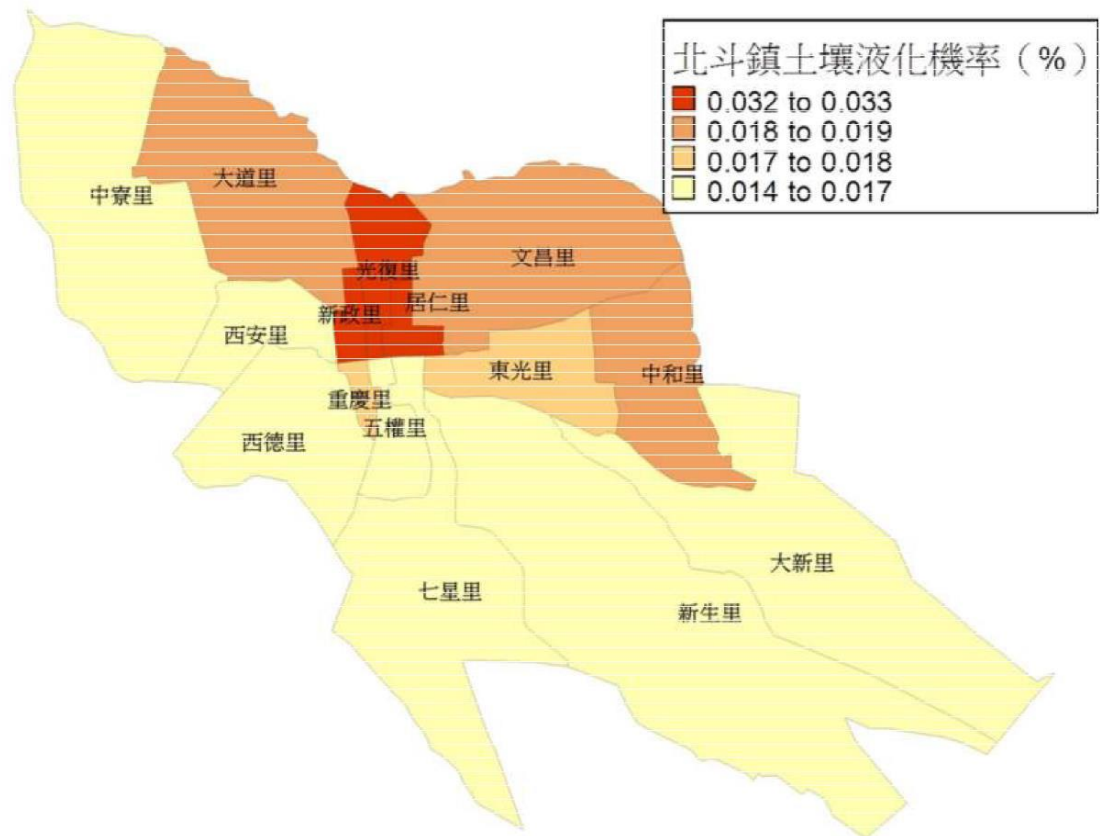 北斗鎮土壤液化機率（%）
0.032 to 0.033
0.018 to 0.019
0.017 to 0.018
0.014 to 0.017
大道里
中寮里
文昌里
光復里
居仁里
新政里
西安里
東光里
中和里
重慶里
五權里
西德里
大新里
七星里
新生里